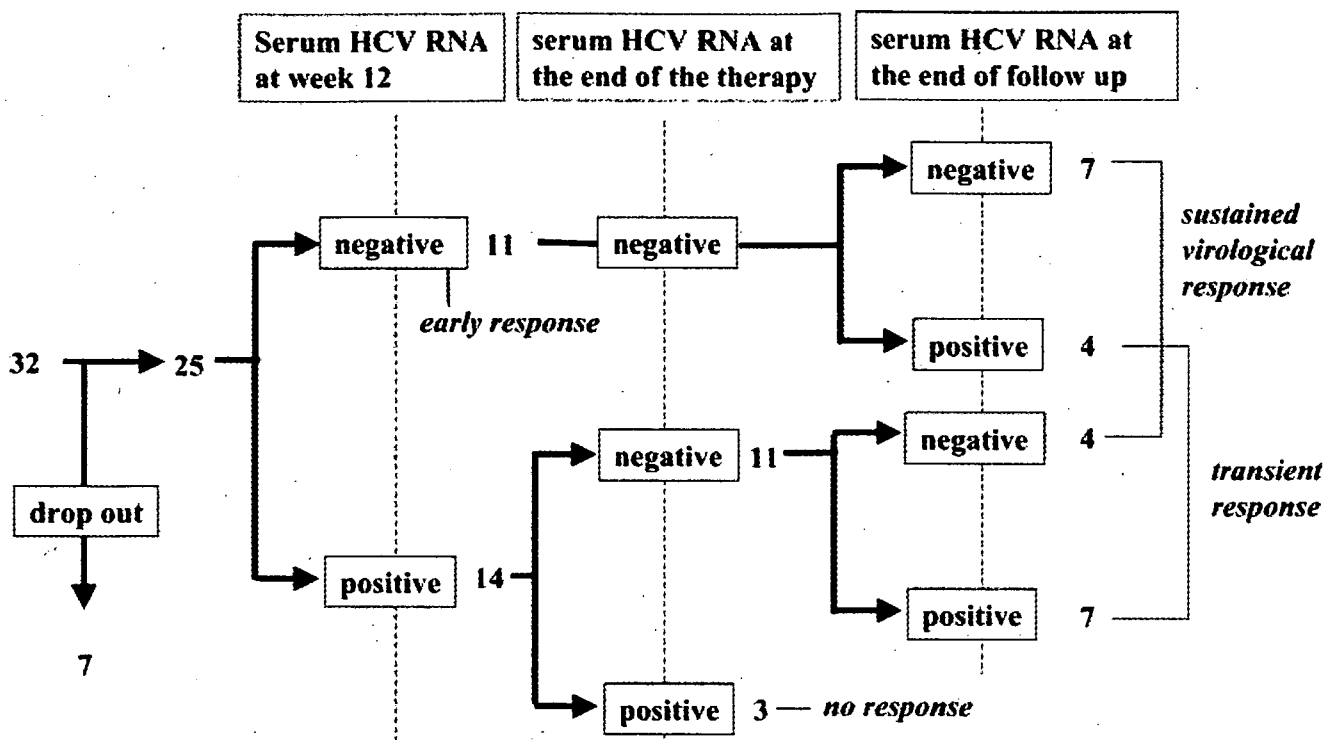 Serum HCV RNA
at week 12
serum HCV RNA at
the end of the therapy
serum HCV RNA at
the end of follow up
negative 7
sustained
virological
response
negative 11
negative
early response
positive 4
32
25
negative 4
negative 11
transient
response
drop out
positive 14
positive 7
7
positive 3
no response